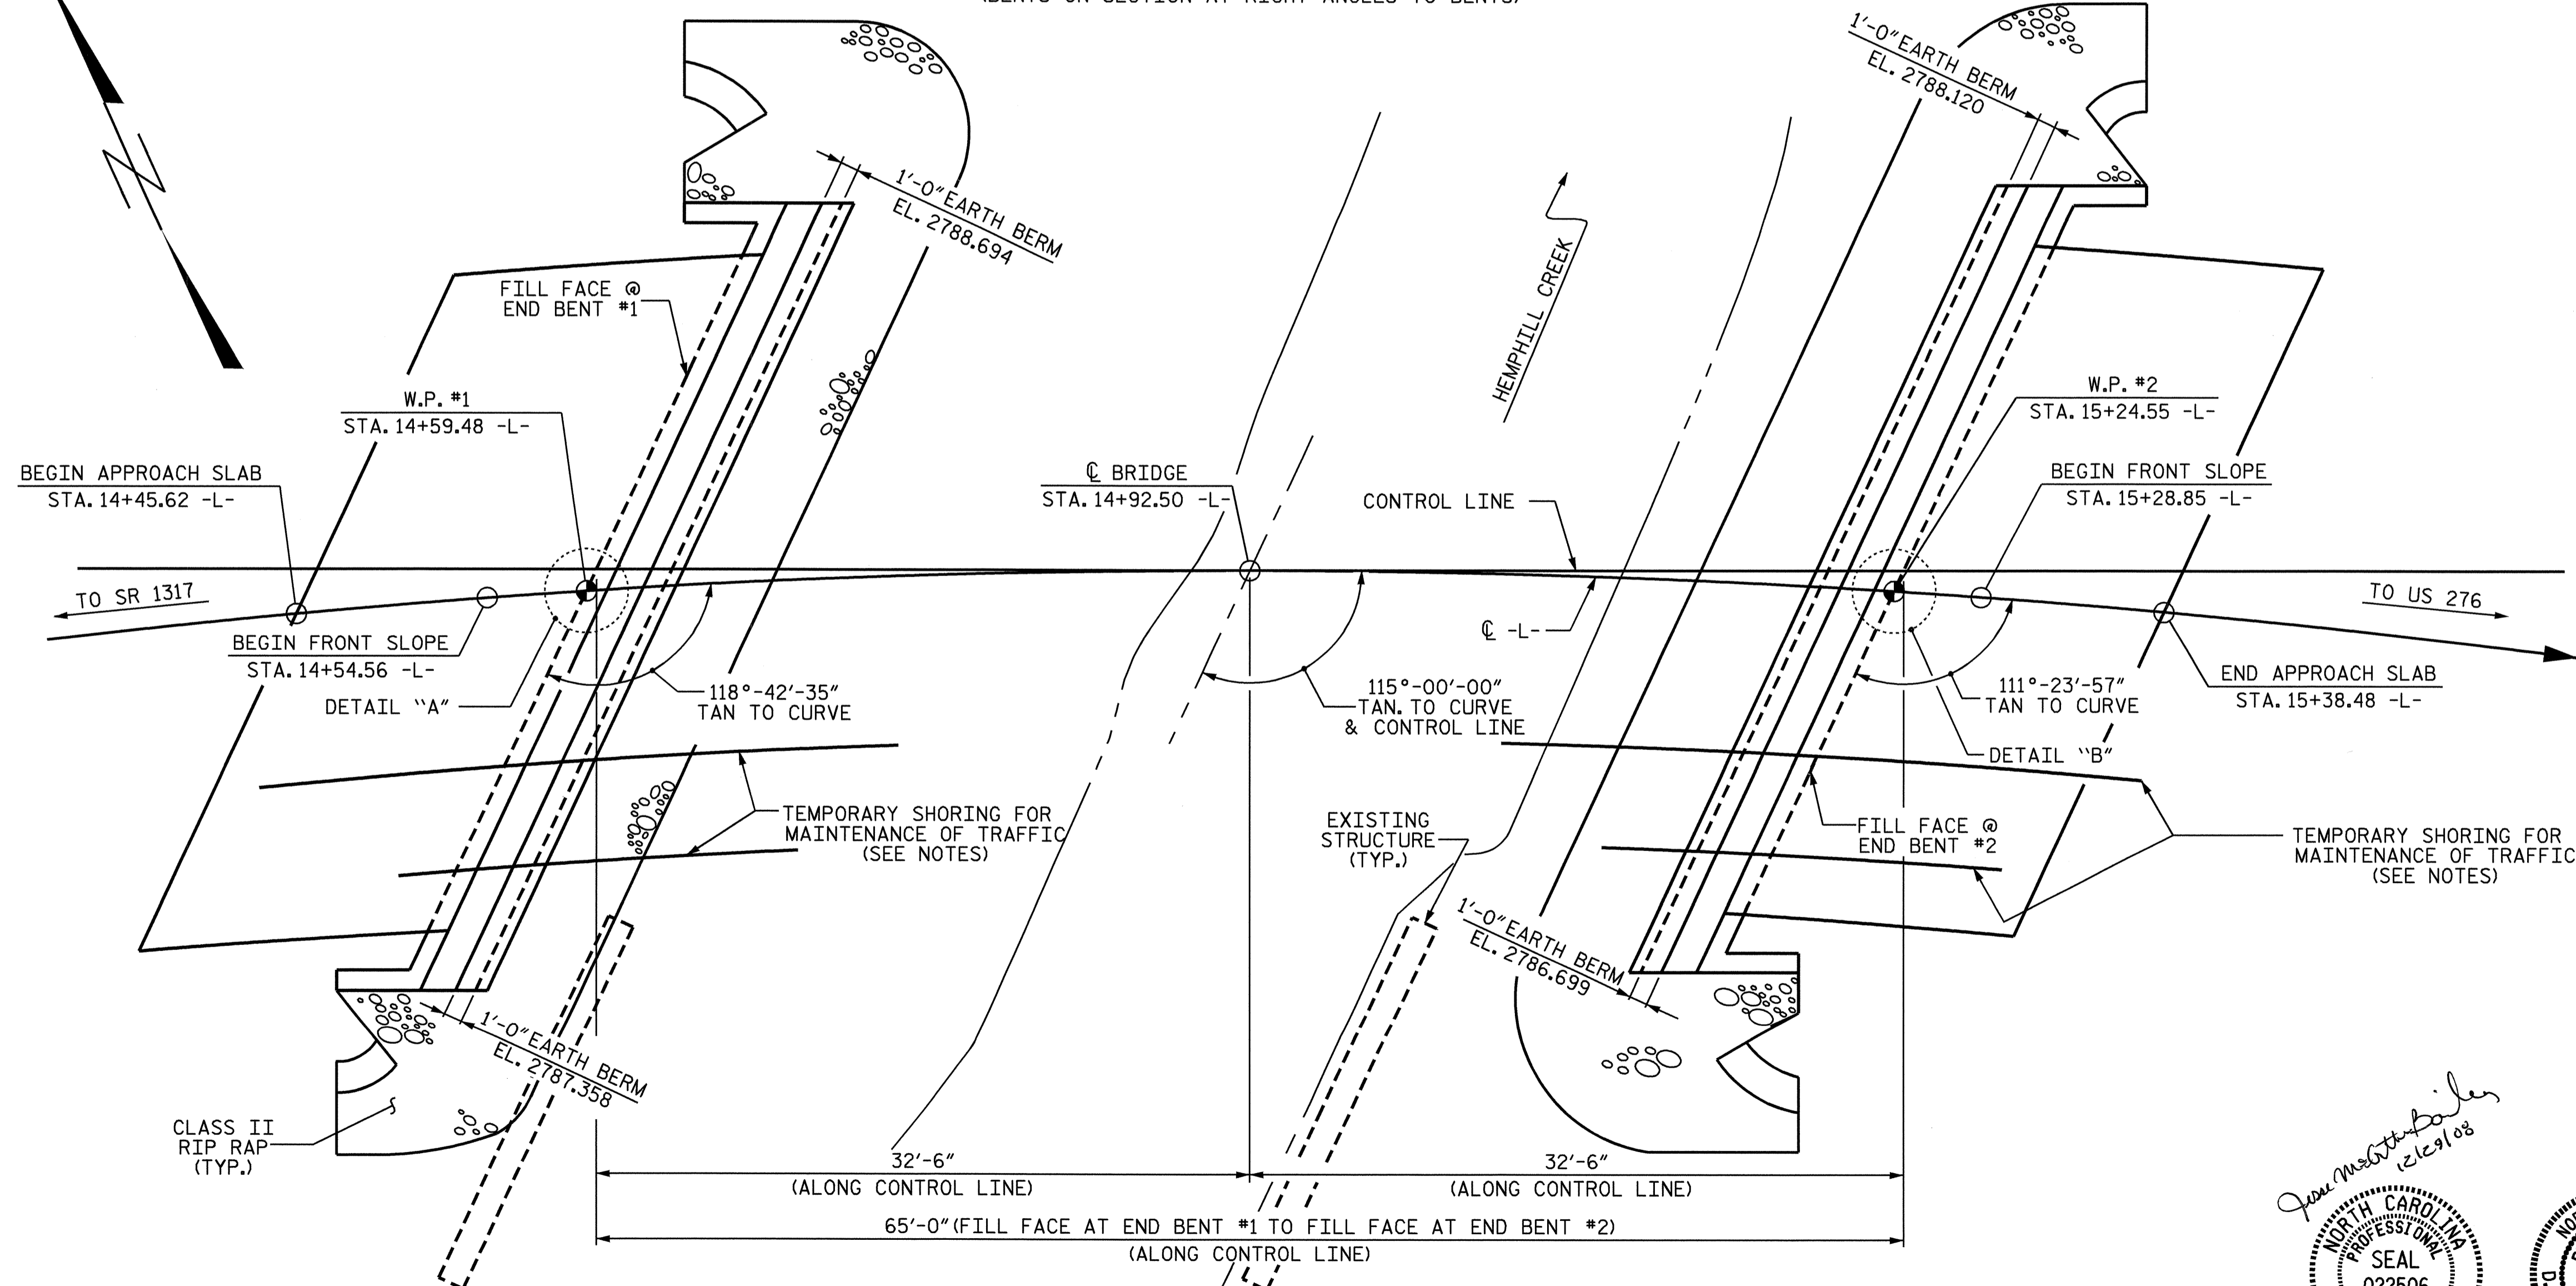 (BENTS ON SECTION AT RIGHT ANGLES TO BENTS)
1'-0" EARTH BERM
EL. 2788.694
1'-0" EARTH BERM
EL. 2788.120
HEMPHILL CREEK
FILL FACE @
END BENT #1
W.P. #1
STA. 14+59.48 -L-
BEGIN APPROACH SLAB
STA. 14+45.62 -L-
℄ BRIDGE
STA. 14+92.50 -L-
CONTROL LINE
W.P. #2
STA. 15+24.55 -L-
BEGIN FRONT SLOPE
STA. 15+28.85 -L-
TO SR 1317
TO US 276
BEGIN FRONT SLOPE
STA. 14+54.56 -L-
℄ -L-
DETAIL "A"
118°-42'-35"
TAN TO CURVE
115°-00'-00"
TAN. TO CURVE
& CONTROL LINE
111°-23'-57"
TAN TO CURVE
END APPROACH SLAB
STA. 15+38.48 -L-
DETAIL "B"
TEMPORARY SHORING FOR
MAINTENANCE OF TRAFFIC
(SEE NOTES)
EXISTING
STRUCTURE
(TYP.)
FILL FACE @
END BENT #2
TEMPORARY SHORING FOR
MAINTENANCE OF TRAFFIC
(SEE NOTES)
1'-0" EARTH BERM
EL. 2786.699
1'-0" EARTH BERM
EL. 2787.358
CLASS II
RIP RAP
(TYP.)
32'-6"
(ALONG CONTROL LINE)
32'-6"
(ALONG CONTROL LINE)
65'-0" (FILL FACE AT END BENT #1 TO FILL FACE AT END BENT #2)
(ALONG CONTROL LINE)
12/29/08
NORTH CAROLINA
PROFESSIONAL
SEAL
022506